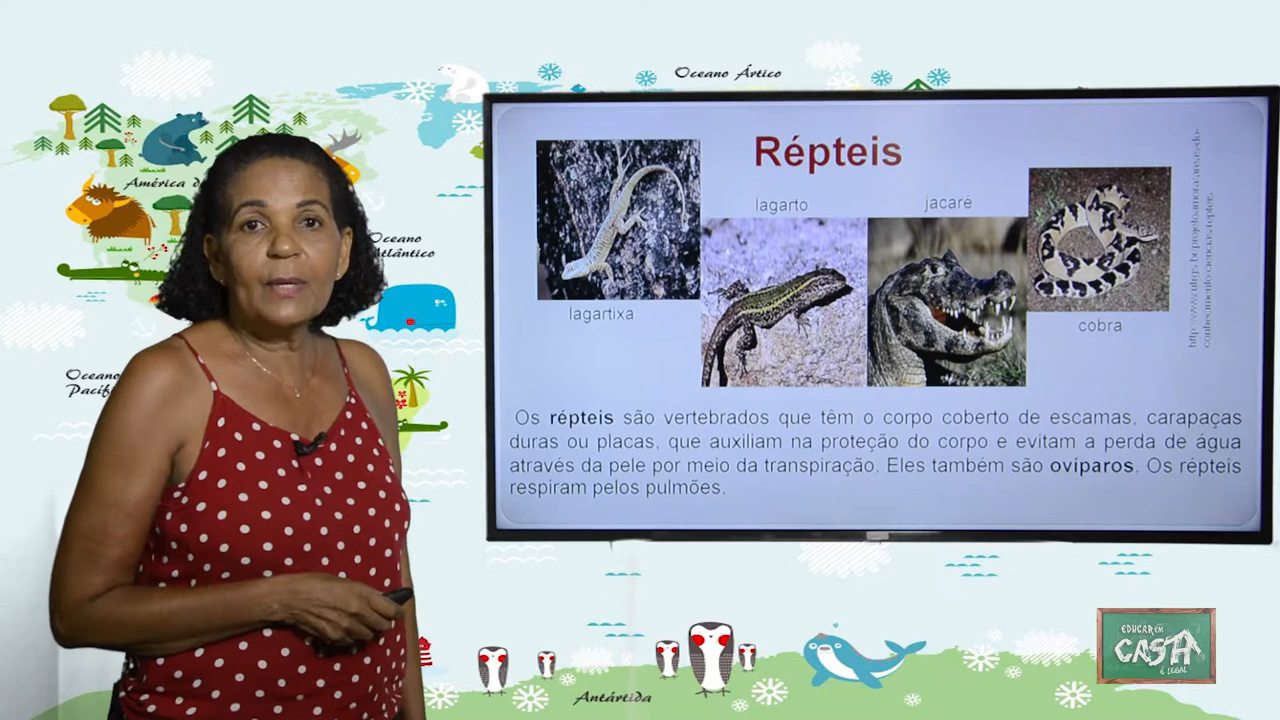 Oceano Ártico
América d
Oceano
Atlântico
Oceano
Pacífi
Répteis
lagartixa
lagarto
jacaré
cobra
Os répteis são vertebrados que têm o corpo coberto de escamas, carapaças
duras ou placas, que auxiliam na proteção do corpo e evitam a perda de água
através da pele por meio da transpiração. Eles também são ovíparos. Os répteis
respiram pelos pulmões.
Antártida
EDUCAR EM
CASA
É LEGAL